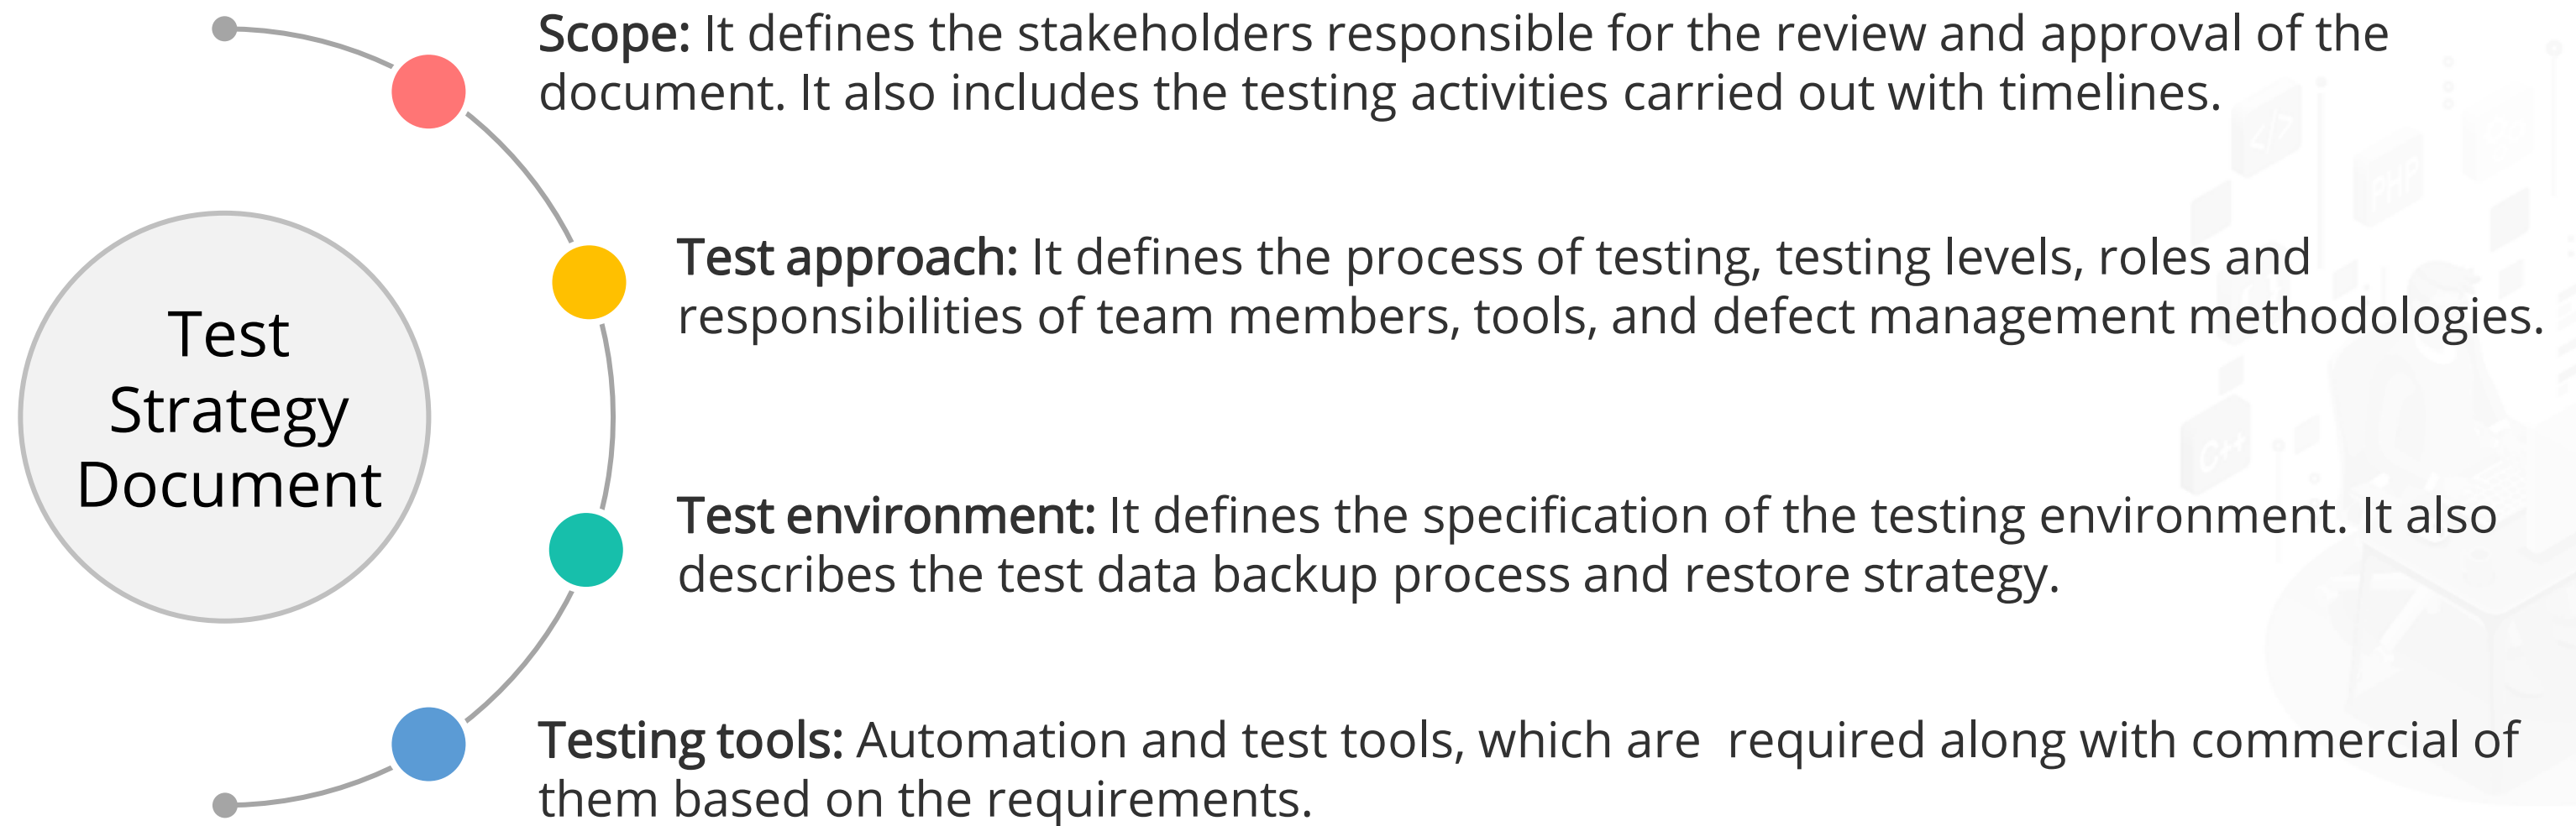 Scope: It defines the stakeholders responsible for the review and approval of the
document. It also includes the testing activities carried out with timelines.
Test approach: It defines the process of testing, testing levels, roles and
responsibilities of team members, tools, and defect management methodologies.
Test
Strategy
Document
Test environment: It defines the specification of the testing environment. It also
describes the test data backup process and restore strategy.
Testing tools: Automation and test tools, which are  required along with commercial of
them based on the requirements.
</>
PHP
C++